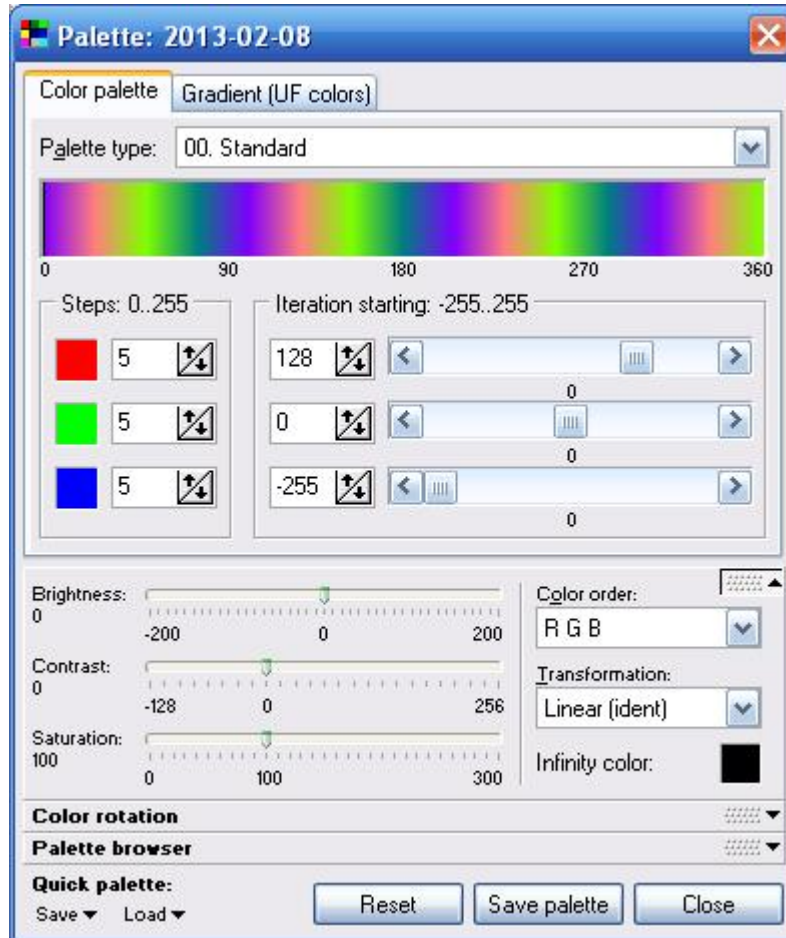 Palette: 2013-02-08
Color palette Gradient (UF colors)
Palette type: 00. Standard
0 90 180 270 360
Steps: 0..255 Iteration starting: -255..255
5 128
0
5 0
0
5 -255
0
Brightness:
0
-200 0 200
Contrast:
0
-128 0 256
Saturation:
100
0 100 300
Color order:
R G B
Transformation:
Linear (ident)
Infinity color:
Color rotation
Palette browser
Quick palette:
Save Load Reset Save palette Close